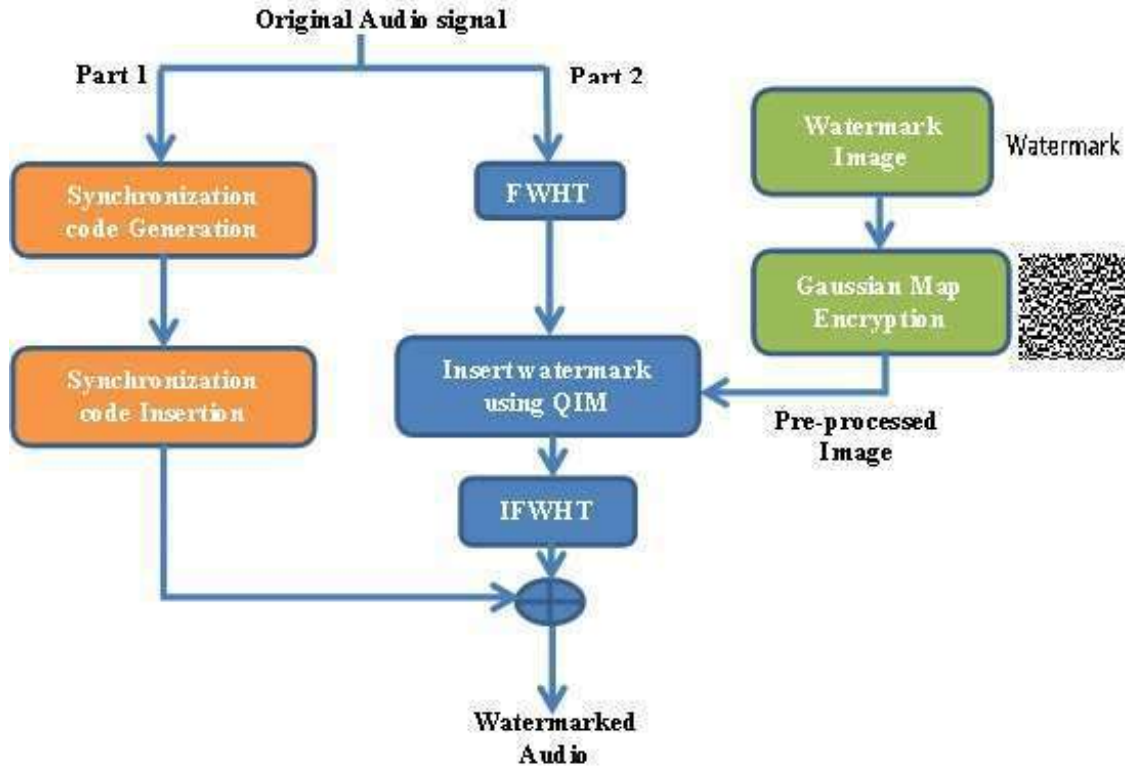 Original Audio signal
Part 1
Part 2
Synchronization
code Generation
FWHT
Watermark
Image
Watermark
Gaussian Map
Encryption
Synchronization
code Insertion
Insert watermark
using QIM
Pre-processed
Image
IFWHT
Watermarked
Audio